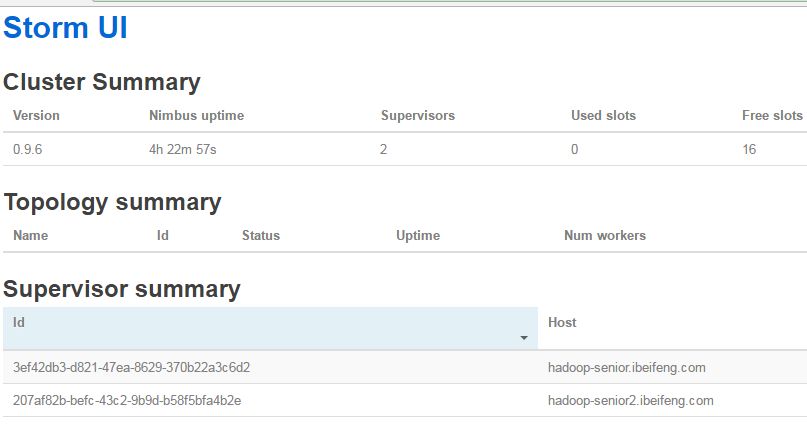 Storm UI
Cluster Summary
Version Nimbus uptime Supervisors Used slots Free slots
0.9.6 4h 22m 57s 2 0 16
Topology summary
Name Id Status Uptime Num workers
Supervisor summary
Id Host
3ef42db3-d821-47ea-8629-370b22a3c6d2 hadoop-senior.ibeifeng.com
207af82b-befc-43c2-9b9d-b58f5bfa4b2e hadoop-senior2.ibeifeng.com